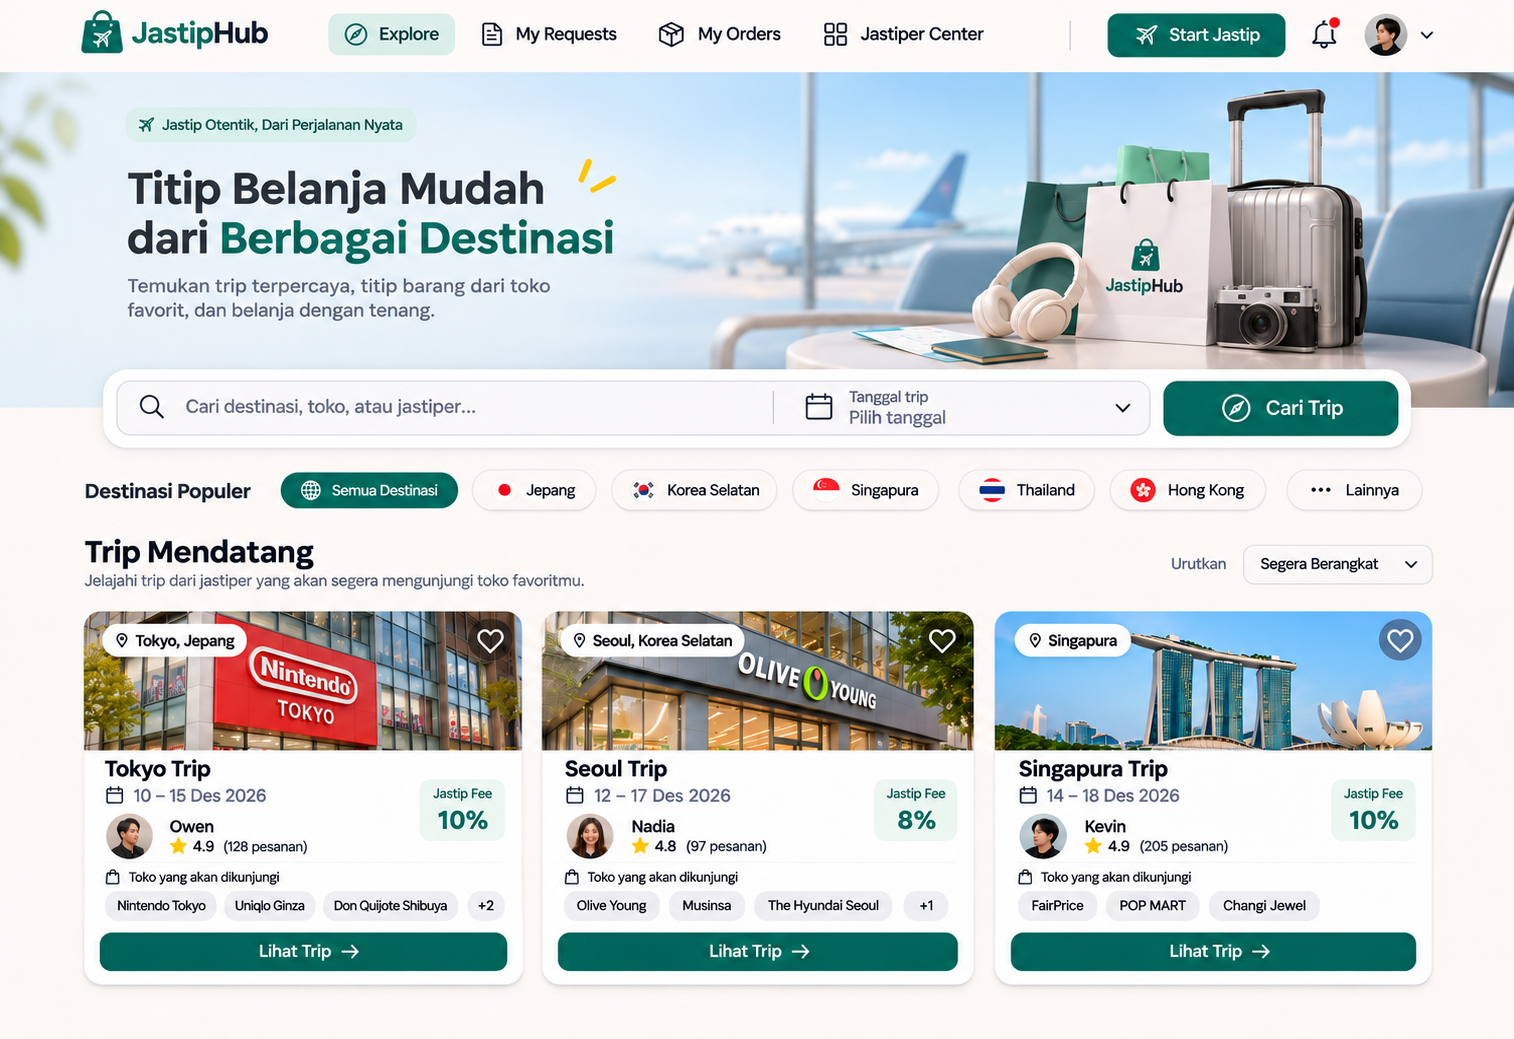 JastipHub
Explore
My Requests
My Orders
Jastiper Center
Start Jastip
Jastip Otentik, Dari Perjalanan Nyata
Titip Belanja Mudah
dari Berbagai Destinasi
Temukan trip terpercaya, titip barang dari toko
favorit, dan belanja dengan tenang.
JastipHub
Cari destinasi, toko, atau jastiper...
Tanggal trip
Pilih tanggal
Cari Trip
Destinasi Populer
Semua Destinasi
Jepang
Korea Selatan
Singapura
Thailand
Hong Kong
Lainnya
Trip Mendatang
Jelajahi trip dari jastiper yang akan segera mengunjungi toko favoritmu.
Urutkan
Segera Berangkat
Tokyo, Jepang
Nintendo
TOKYO
Tokyo Trip
10 – 15 Des 2026
Jastip Fee
10%
Owen
4.9 (128 pesanan)
Toko yang akan dikunjungi
Nintendo Tokyo
Uniqlo Ginza
Don Quijote Shibuya
+2
Lihat Trip →
Seoul, Korea Selatan
OLIVE YOUNG
Seoul Trip
12 – 17 Des 2026
Jastip Fee
8%
Nadia
4.8 (97 pesanan)
Toko yang akan dikunjungi
Olive Young
Musinsa
The Hyundai Seoul
+1
Lihat Trip →
Singapura
Singapura Trip
14 – 18 Des 2026
Jastip Fee
10%
Kevin
4.9 (205 pesanan)
Toko yang akan dikunjungi
FairPrice
POP MART
Changi Jewel
Lihat Trip →